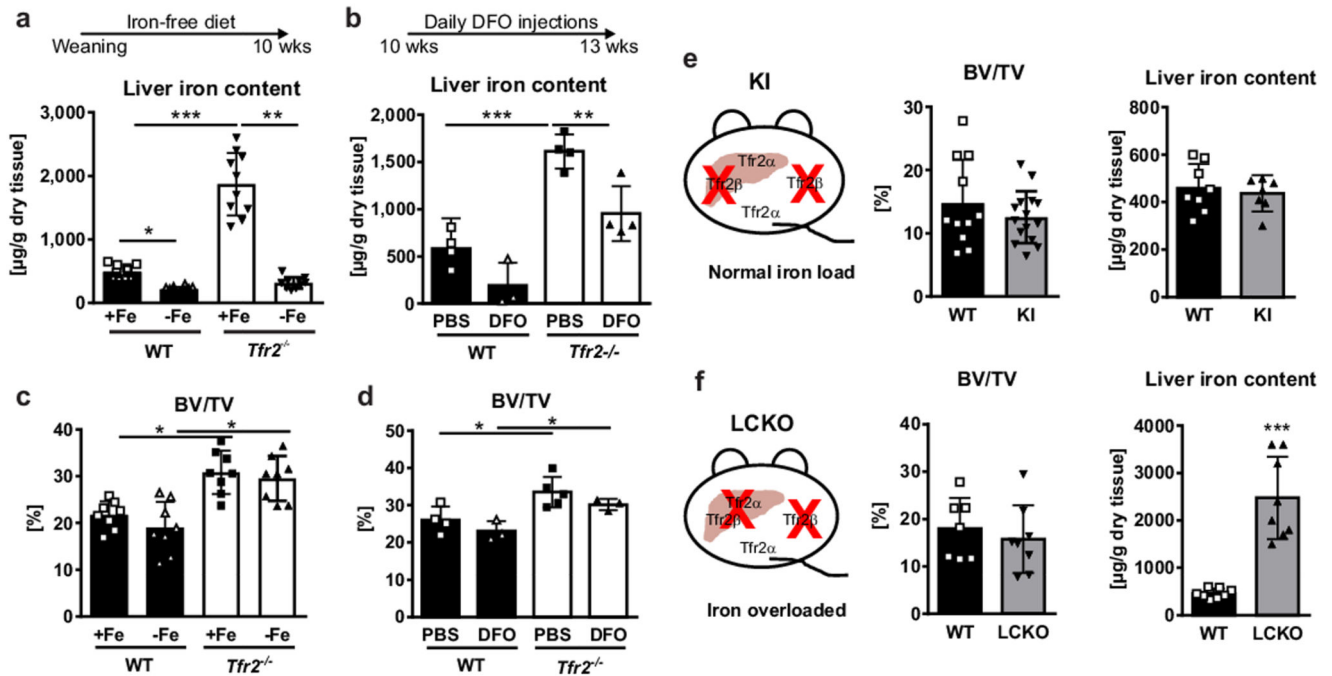 a
Iron-free diet
Weaning 10 wks
Liver iron content
[µg/g dry tissue]
3,000
2,000
1,000
0
*** **
*
+Fe -Fe +Fe -Fe
WT Tfr2-/-
b
Daily DFO injections
10 wks 13 wks
Liver iron content
[µg/g dry tissue]
2,000
1,500
1,000
500
0
*** **
PBS DFO PBS DFO
WT Tfr2-/-
c
BV/TV
[%]
40
30
20
10
0
* *
+Fe -Fe +Fe -Fe
WT Tfr2-/-
d
BV/TV
[%]
50
40
30
20
10
0
* *
PBS DFO PBS DFO
WT Tfr2-/-
e
KI
Tfr2α
Tfr2β Tfr2β
Tfr2α
Normal iron load
BV/TV
[%]
30
20
10
0
WT KI
Liver iron content
[µg/g dry tissue]
800
600
400
200
0
WT KI
f
LCKO
Tfr2α
Tfr2β Tfr2β
Tfr2α
Iron overloaded
BV/TV
[%]
40
30
20
10
0
WT LCKO
Liver iron content
[µg/g dry tissue]
4000
3000
2000
1000
0
***
WT LCKO